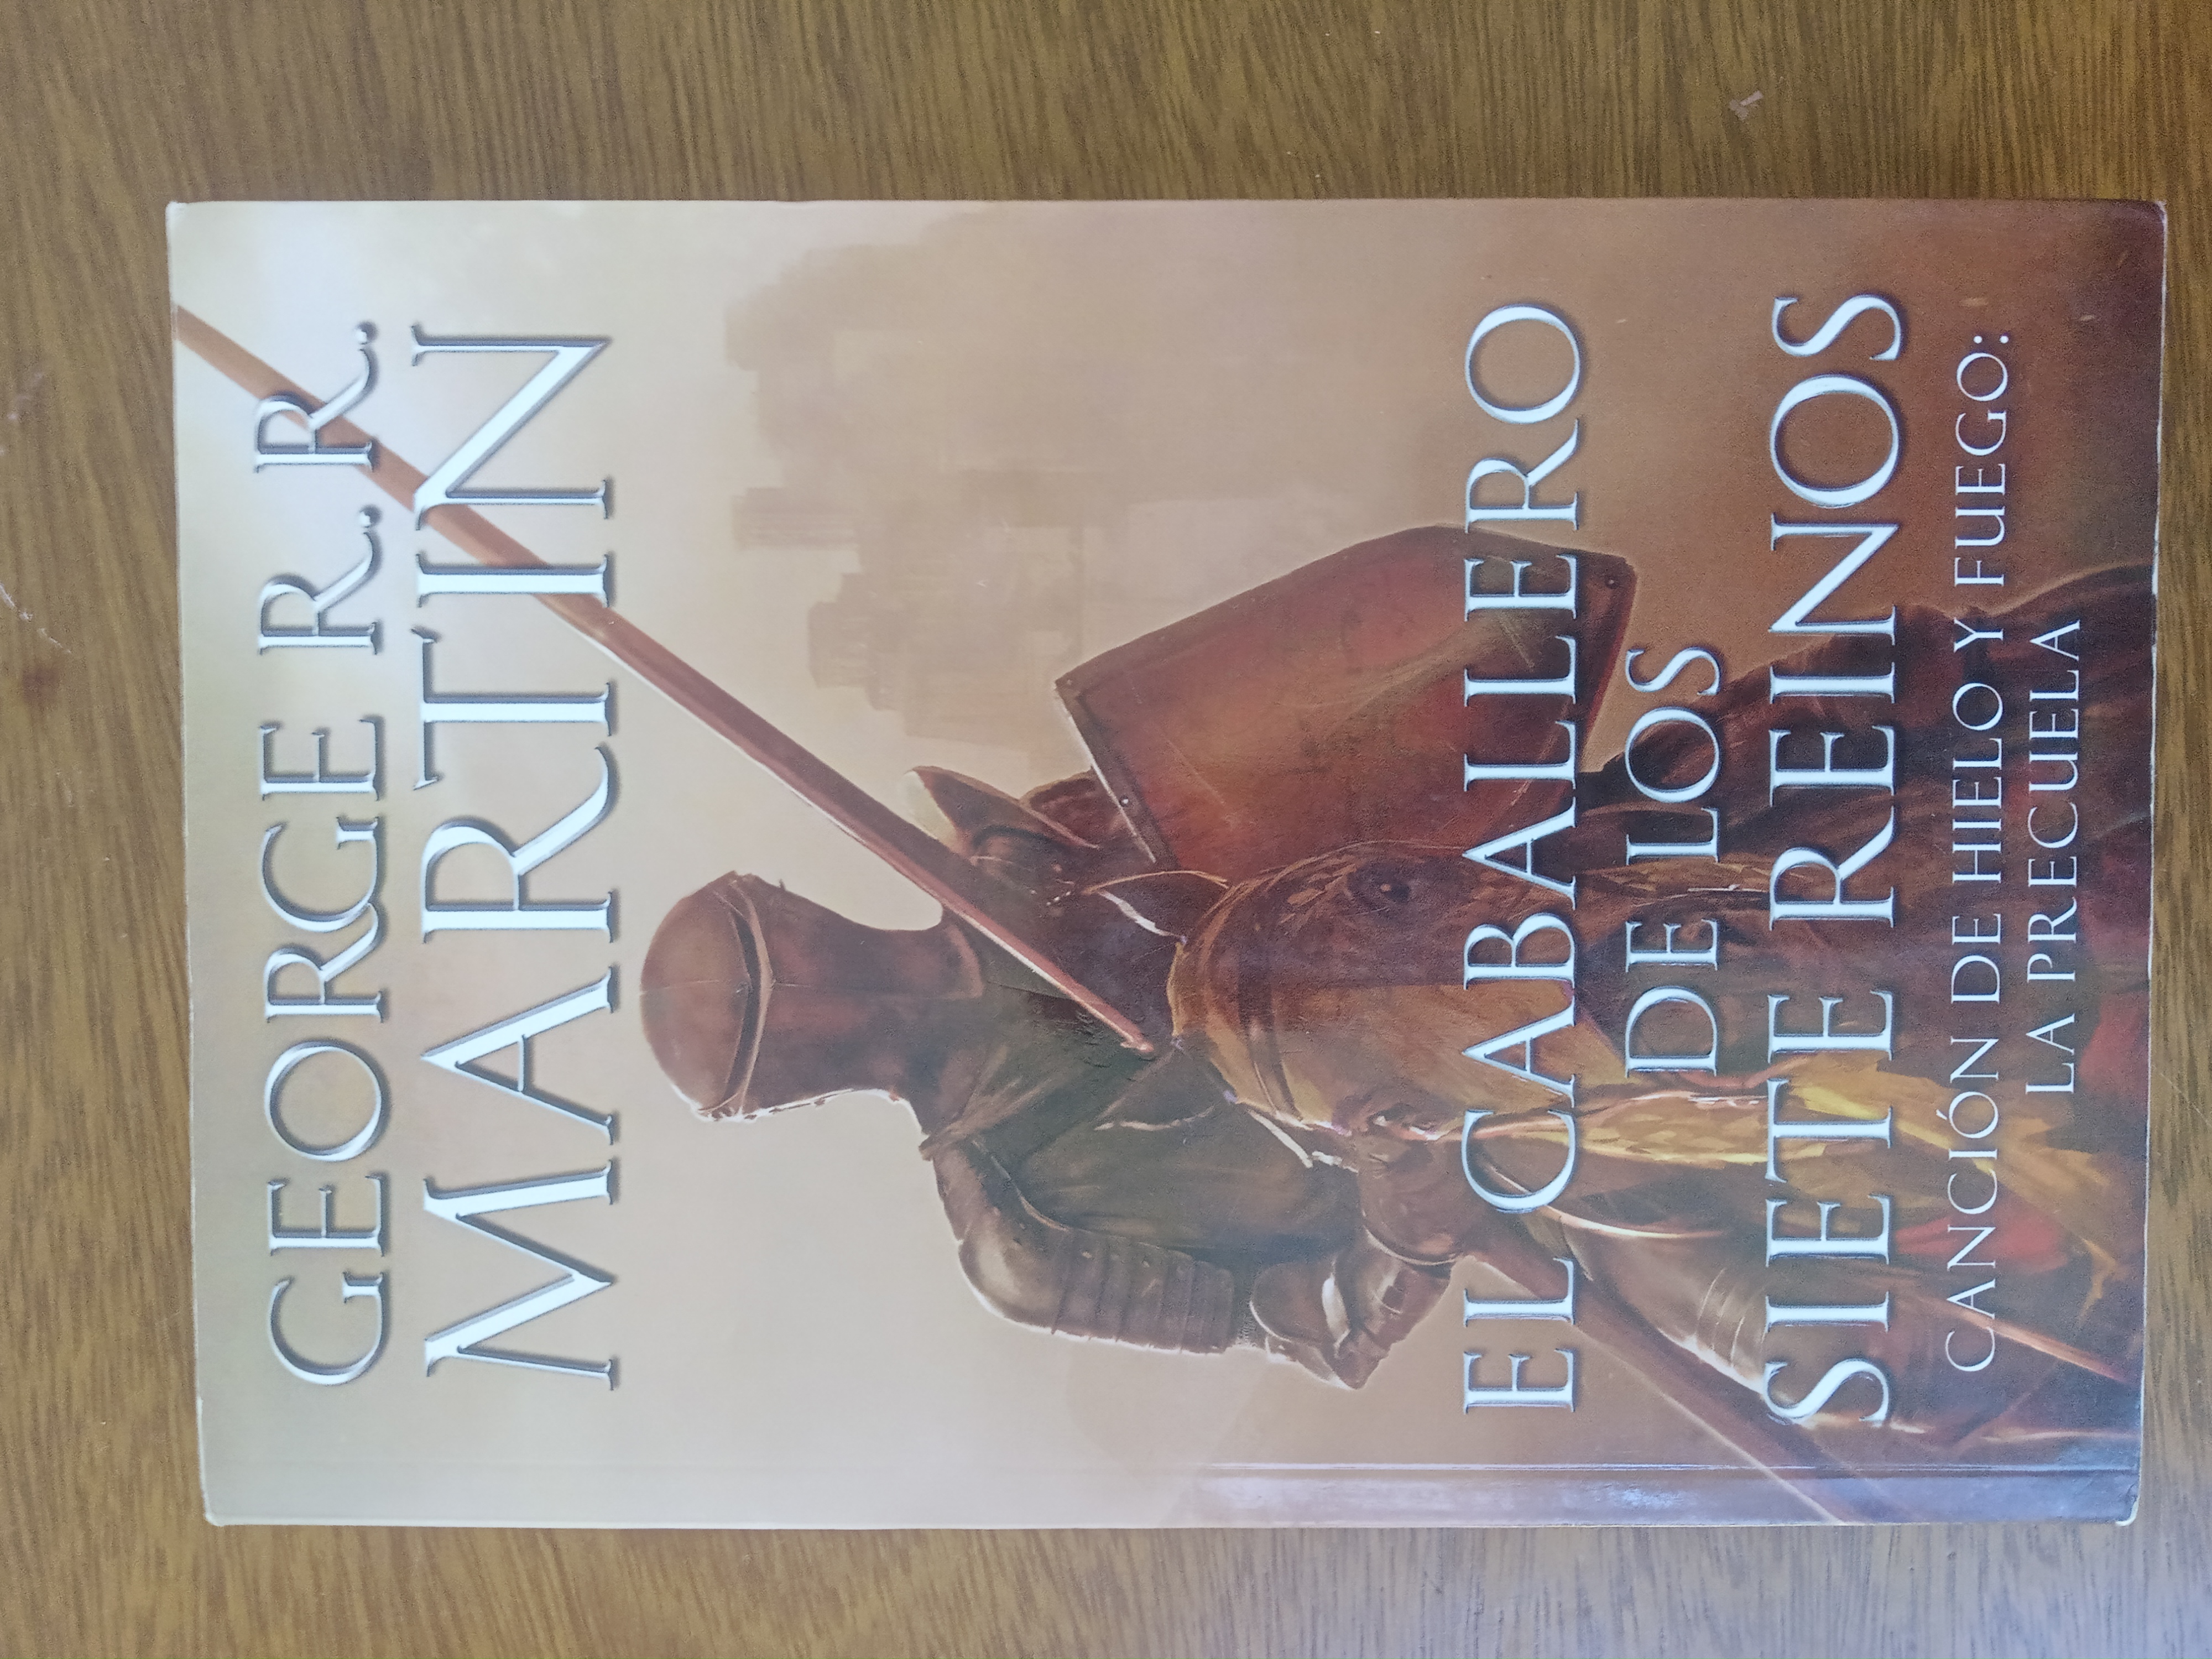 GEORGE R.R.
MARTIN
EL CABALLERO
DE LOS
SIETE REINOS
CANCIÓN DE HIELO Y FUEGO:
LA PRECUELA